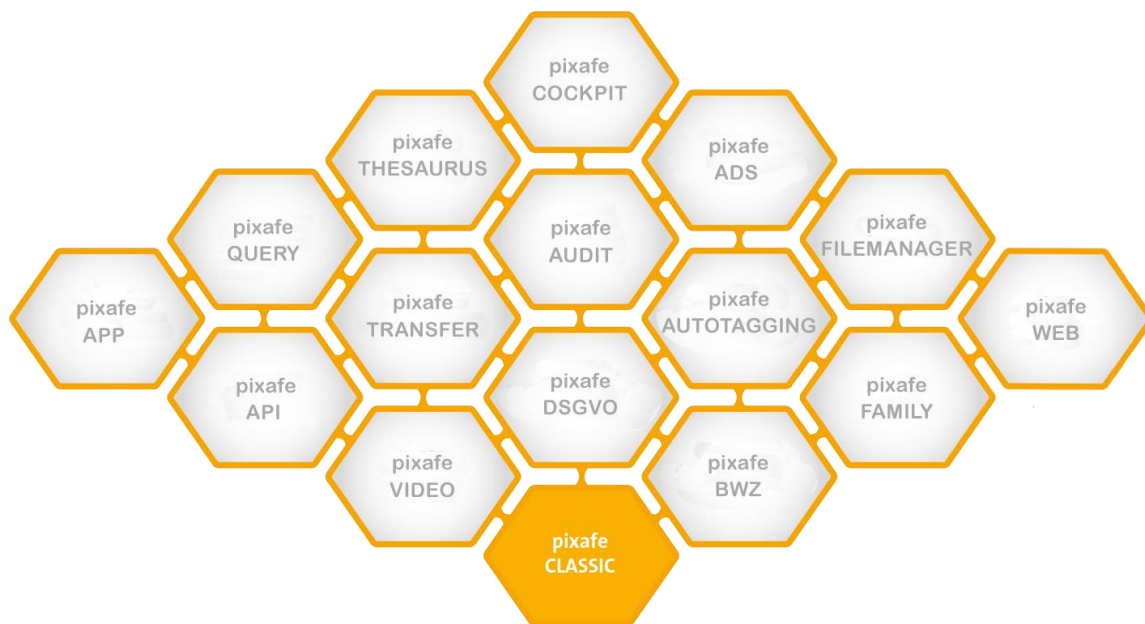 pixafe
COCKPIT
pixafe
THESAURUS
pixafe
ADS
pixafe
QUERY
pixafe
AUDIT
pixafe
FILEMANAGER
pixafe
APP
pixafe
TRANSFER
pixafe
AUTOTAGGING
pixafe
WEB
pixafe
API
pixafe
DSGVO
pixafe
FAMILY
pixafe
VIDEO
pixafe
BWZ
pixafe
CLASSIC